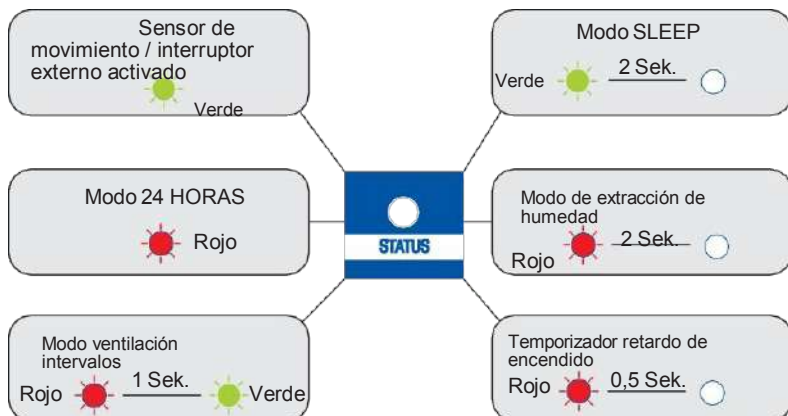 Sensor de
movimiento / interruptor
externo activado
Verde
Modo SLEEP
Verde 2 Sek.
Modo 24 HORAS
Rojo
STATUS
Modo de extracción de
humedad
Rojo 2 Sek.
Modo ventilación
intervalos
Rojo 1 Sek. Verde
Temporizador retardo de
encendido
Rojo 0,5 Sek.